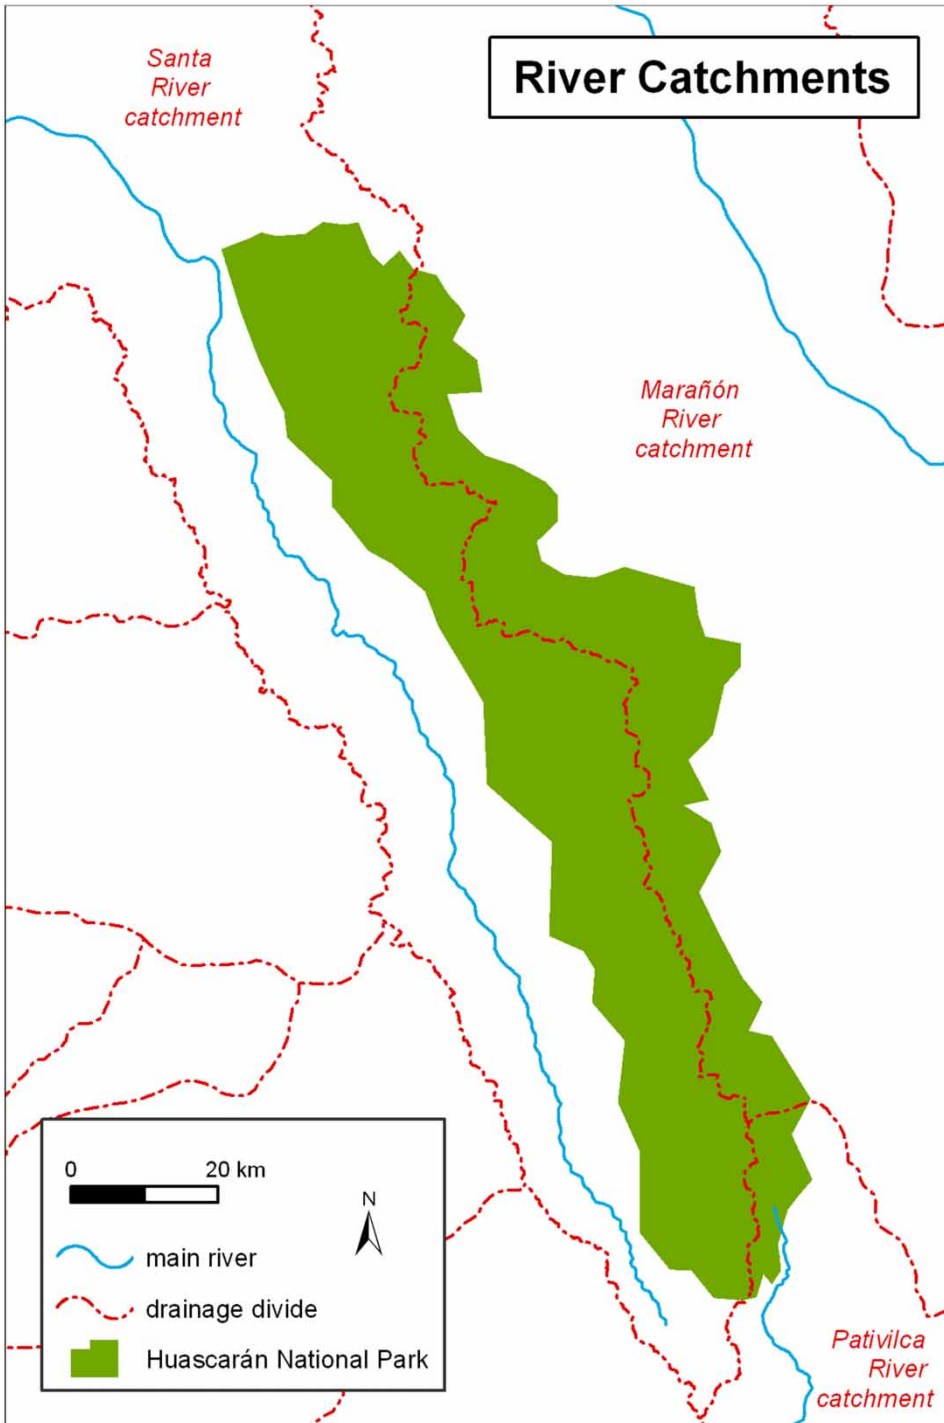 River Catchments
Santa
River
catchment
Marañón
River
catchment
Pativilca
River
catchment
0 20 km
N
main river
drainage divide
Huascarán National Park